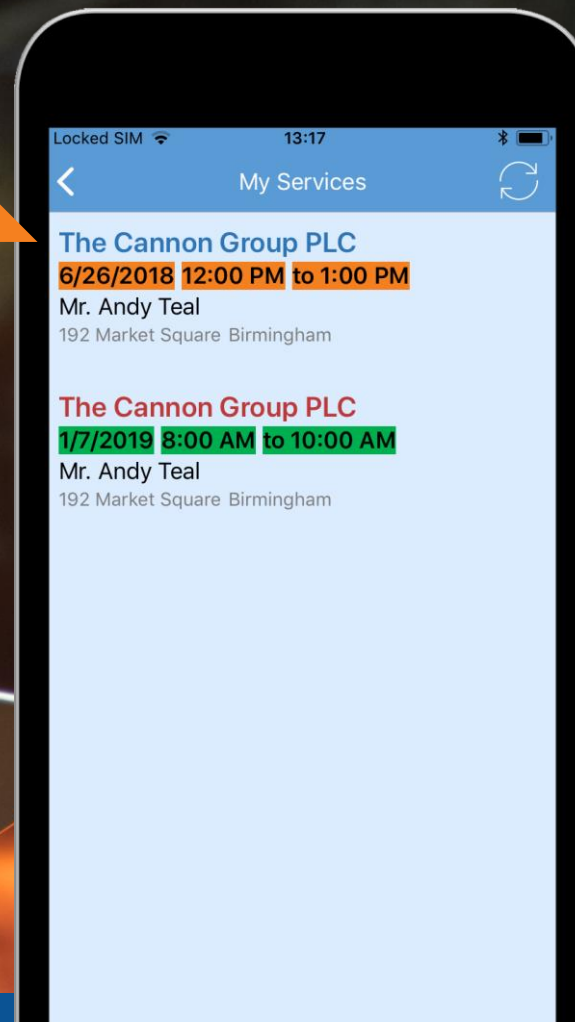 Locked SIM 13:17
My Services
The Cannon Group PLC
6/26/2018 12:00 PM to 1:00 PM
Mr. Andy Teal
192 Market Square Birmingham
The Cannon Group PLC
1/7/2019 8:00 AM to 10:00 AM
Mr. Andy Teal
192 Market Square Birmingham